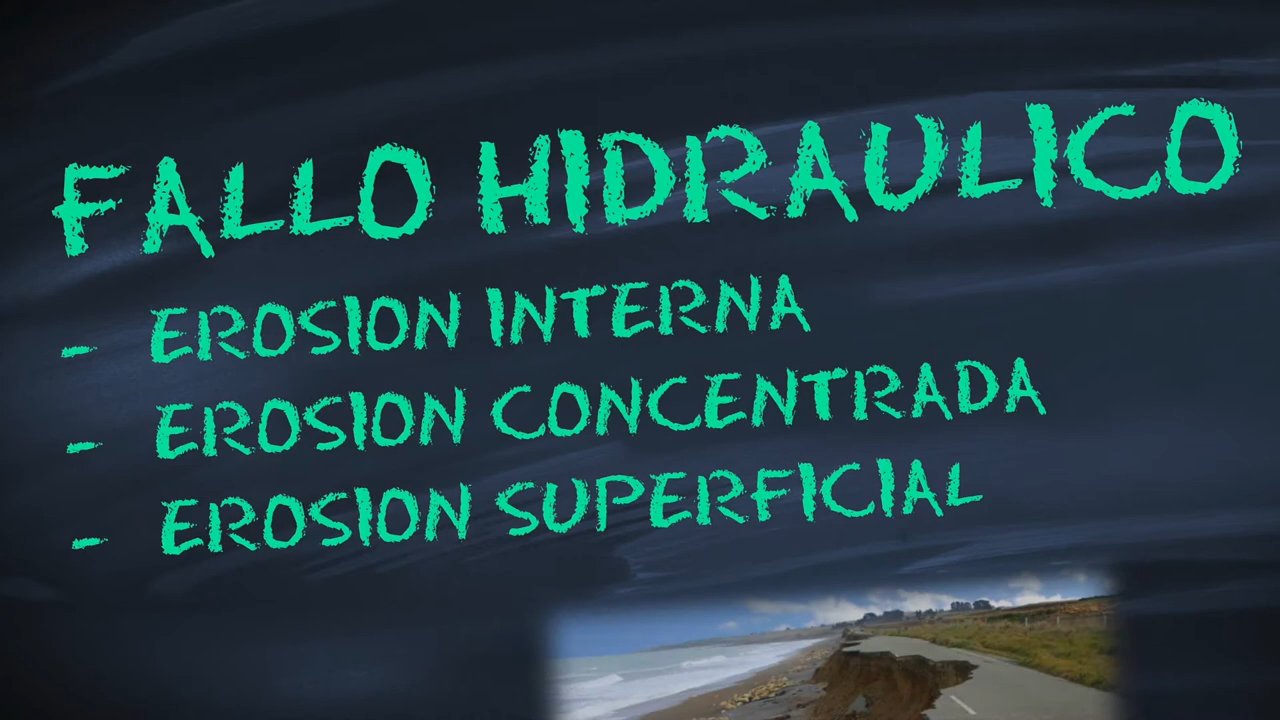 FALLO HIDRAULICO
- EROSION INTERNA
- EROSION CONCENTRADA
- EROSION SUPERFICIAL